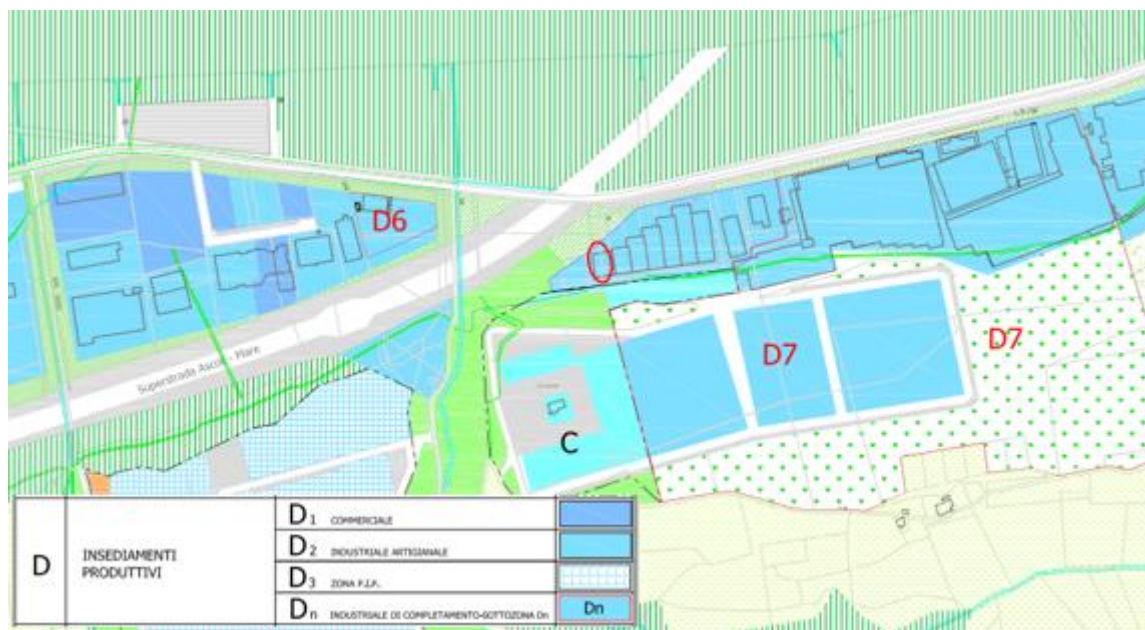 D6
Superstrada Ascoli - Mare
D7
D7
C
D
INSEDIAMENTI
PRODUTTIVI
D1 COMMERCIALE
D2 INDUSTRIALE ARTIGIANALE
D3 ZONA P.I.P.
Dn INDUSTRIALE DI COMPLETAMENTO-SOTTOZONA Dn
Dn